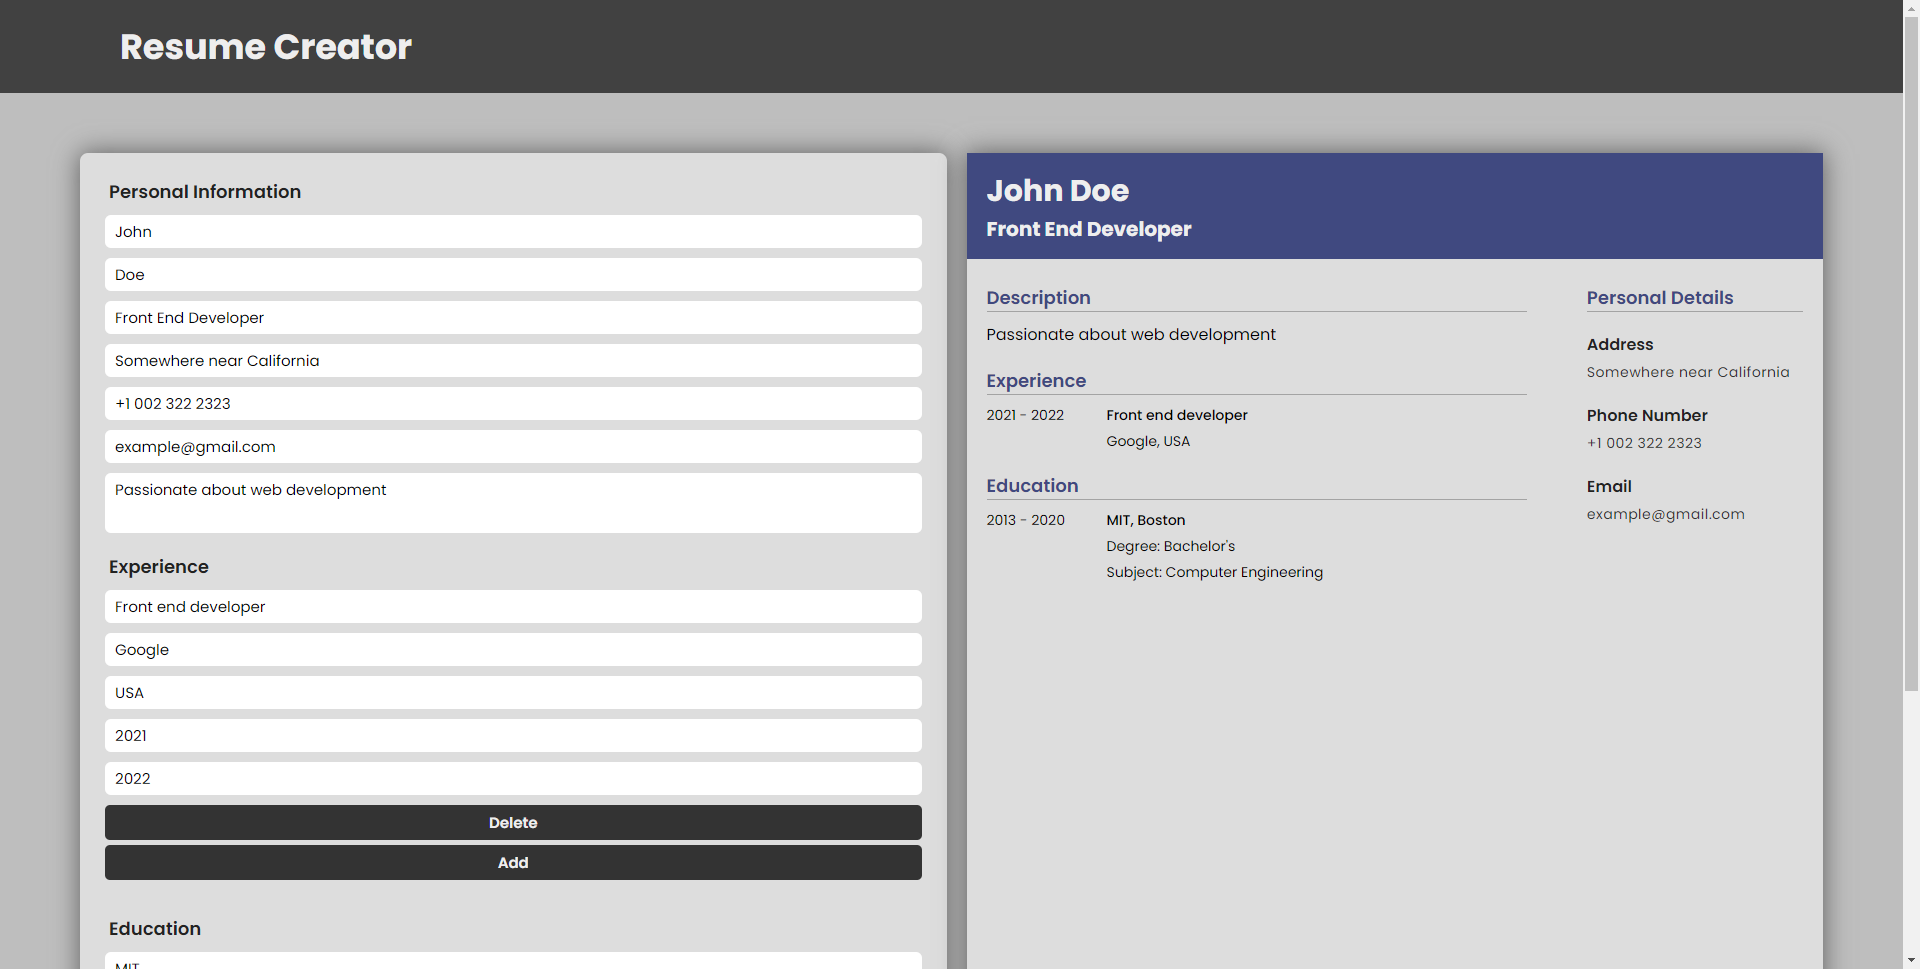 Resume Creator
Personal Information
John
Doe
Front End Developer
Somewhere near California
+1 002 322 2323
example@gmail.com
Passionate about web development
Experience
Front end developer
Google
USA
2021
2022
Delete
Add
Education
MIT
John Doe
Front End Developer
Description
Passionate about web development
Experience
2021 - 2022 Front end developer
Google, USA
Education
2013 - 2020 MIT, Boston
Degree: Bachelor's
Subject: Computer Engineering
Personal Details
Address
Somewhere near California
Phone Number
+1 002 322 2323
Email
example@gmail.com